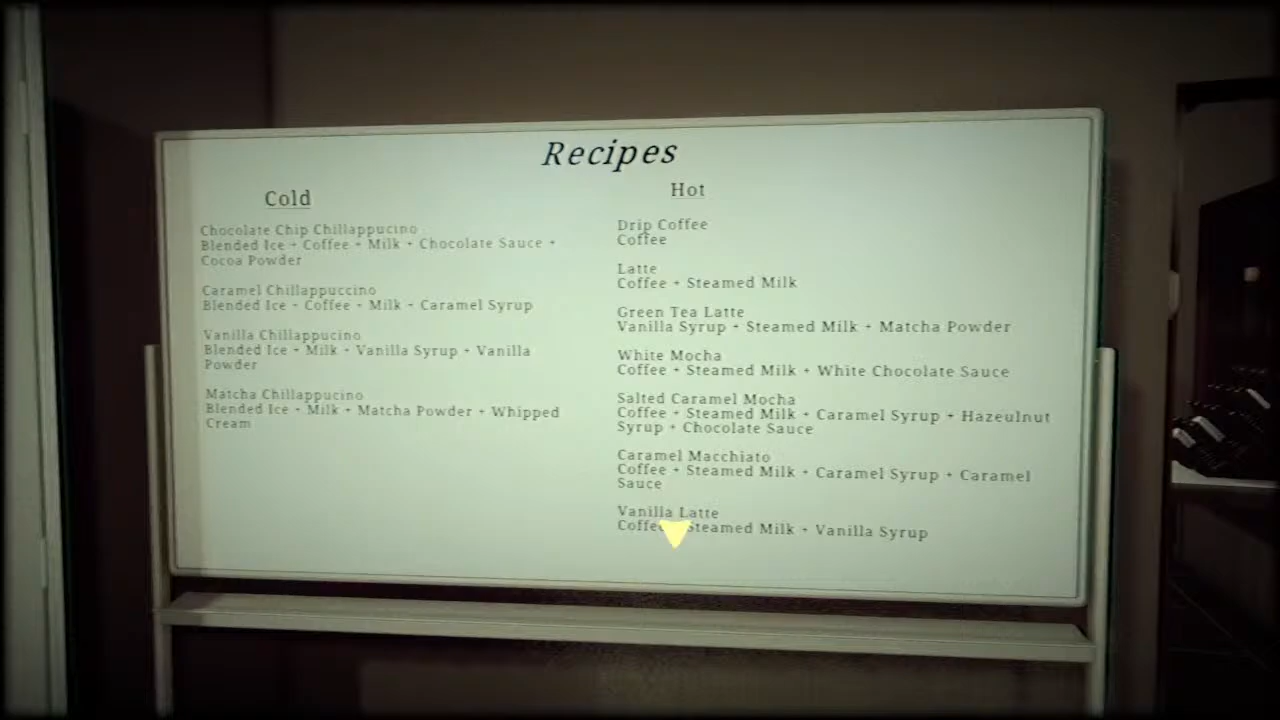 Recipes
Cold
Chocolate Chip Chillappucino
Blended Ice + Coffee + Milk + Chocolate Sauce +
Cocoa Powder
Caramel Chillappuccino
Blended Ice + Coffee + Milk + Caramel Syrup
Vanilla Chillappucino
Blended Ice + Milk + Vanilla Syrup + Vanilla
Powder
Matcha Chillappucino
Blended Ice + Milk + Matcha Powder + Whipped
Cream
Hot
Drip Coffee
Coffee
Latte
Coffee + Steamed Milk
Green Tea Latte
Vanilla Syrup + Steamed Milk + Matcha Powder
White Mocha
Coffee + Steamed Milk + White Chocolate Sauce
Salted Caramel Mocha
Coffee + Steamed Milk + Caramel Syrup + Hazeulnut
Syrup + Chocolate Sauce
Caramel Macchiato
Coffee + Steamed Milk + Caramel Syrup + Caramel
Sauce
Vanilla Latte
Coffee + Steamed Milk + Vanilla Syrup